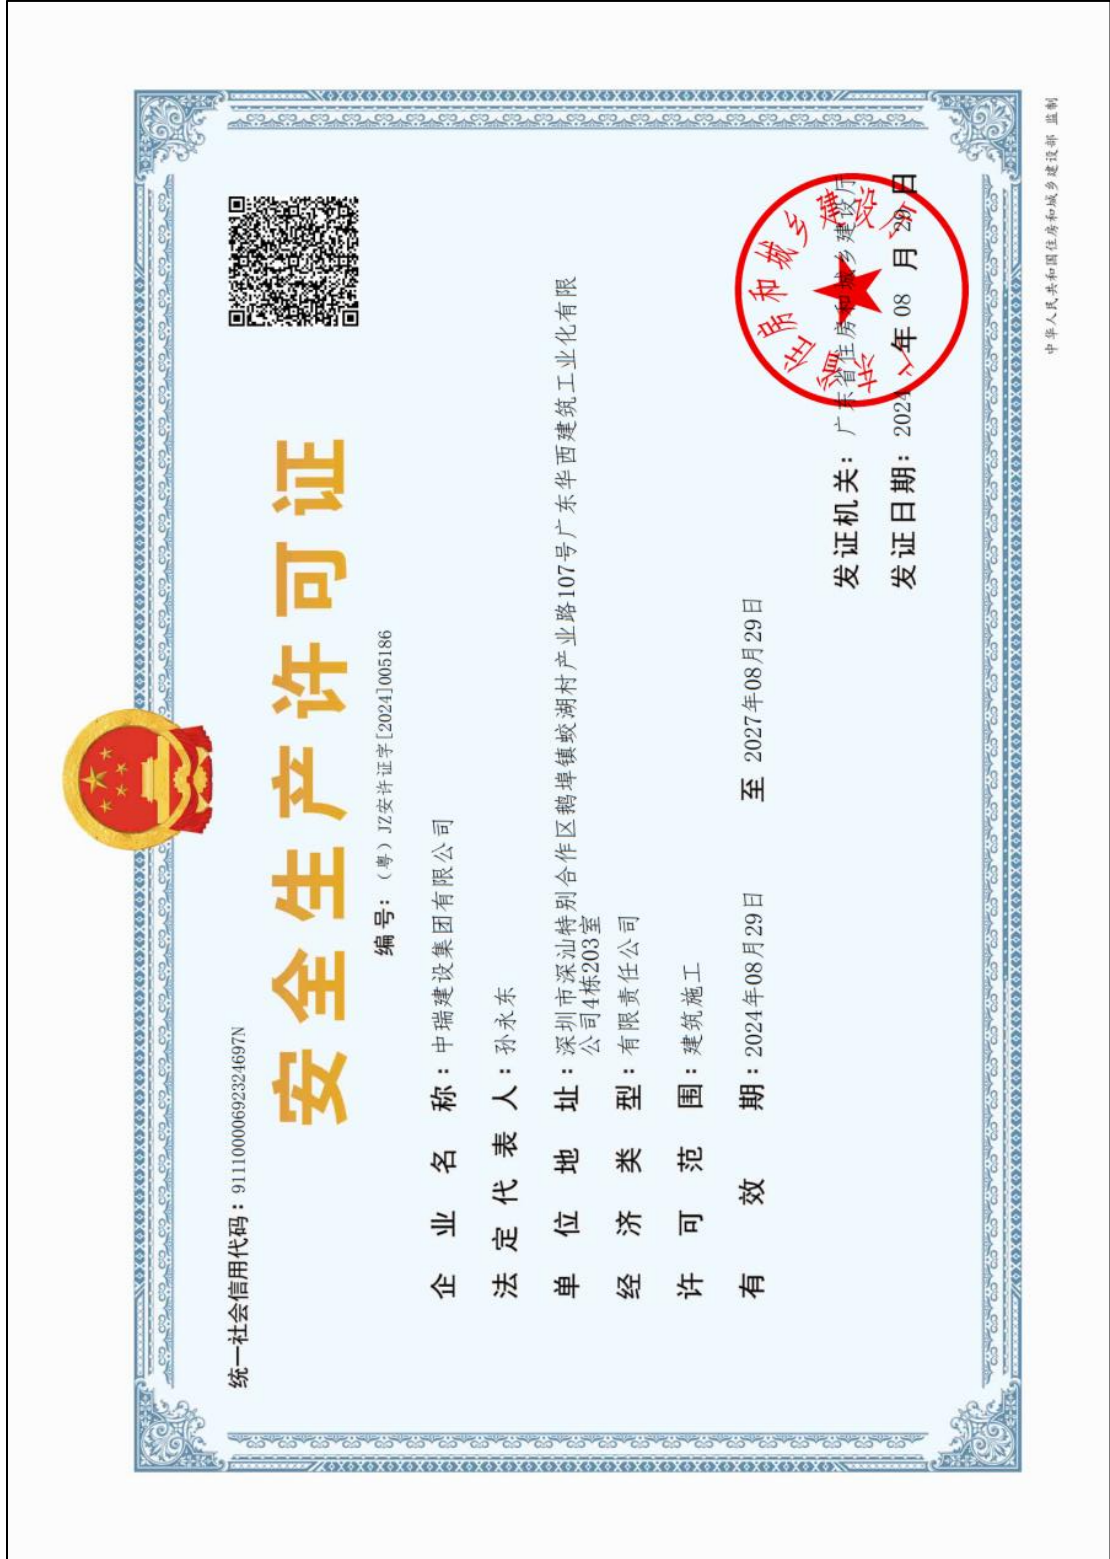 统一社会信用代码：91110000692324697N
安全生产许可证
编号：（粤）JZ安许证字[2024]005186
企业名称：中瑞建设集团有限公司
法定代表人：孙永东
单位地址：深圳市深汕特别合作区鹅埠镇蛟湖村产业路107号广东华西建筑工业化有限
公司4栋203室
经济类型：有限责任公司
许可范围：建筑施工
有效期：2024年08月29日 至 2027年08月29日
发证机关：广东省住房和城乡建设厅
发证日期：2024年08月29日
广东省住房和城乡建设厅
中华人民共和国住房和城乡建设部 监制